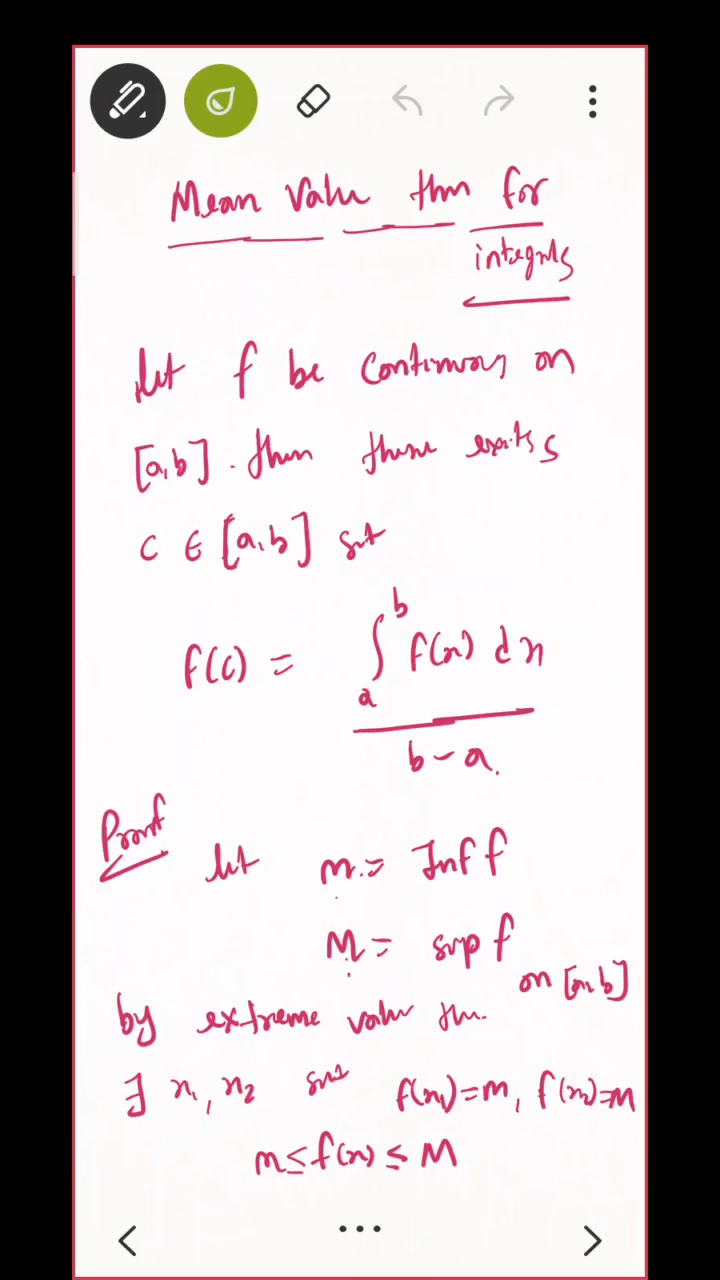 Mean Value thm for
integrals
let f be continuous on
[a,b]. then there exists
c ∈ [a,b] s.t
f(c) = ∫_a^b f(x) dx
b-a.
Proof
let m = Inf f
M = sup f
on [a,b]
by extreme value thm.
∃ x₁, x₂ s.t f(x₁)=m, f(x₂)=M
m≤f(x)≤M